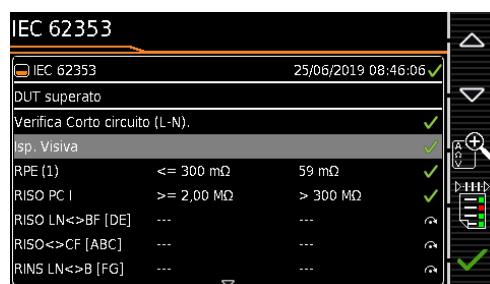 IEC 62353
IEC 62353 25/06/2019 08:46:06
DUT superato
Verifica Corto circuito (L-N).
Isp. Visiva
RPE (1) <= 300 mΩ 59 mΩ
RISO PC I >= 2,00 MΩ > 300 MΩ
RISO LN<>BF [DE] --- ---
RISO<>CF [ABC] --- ---
RINS LN<>B [FG] --- ---